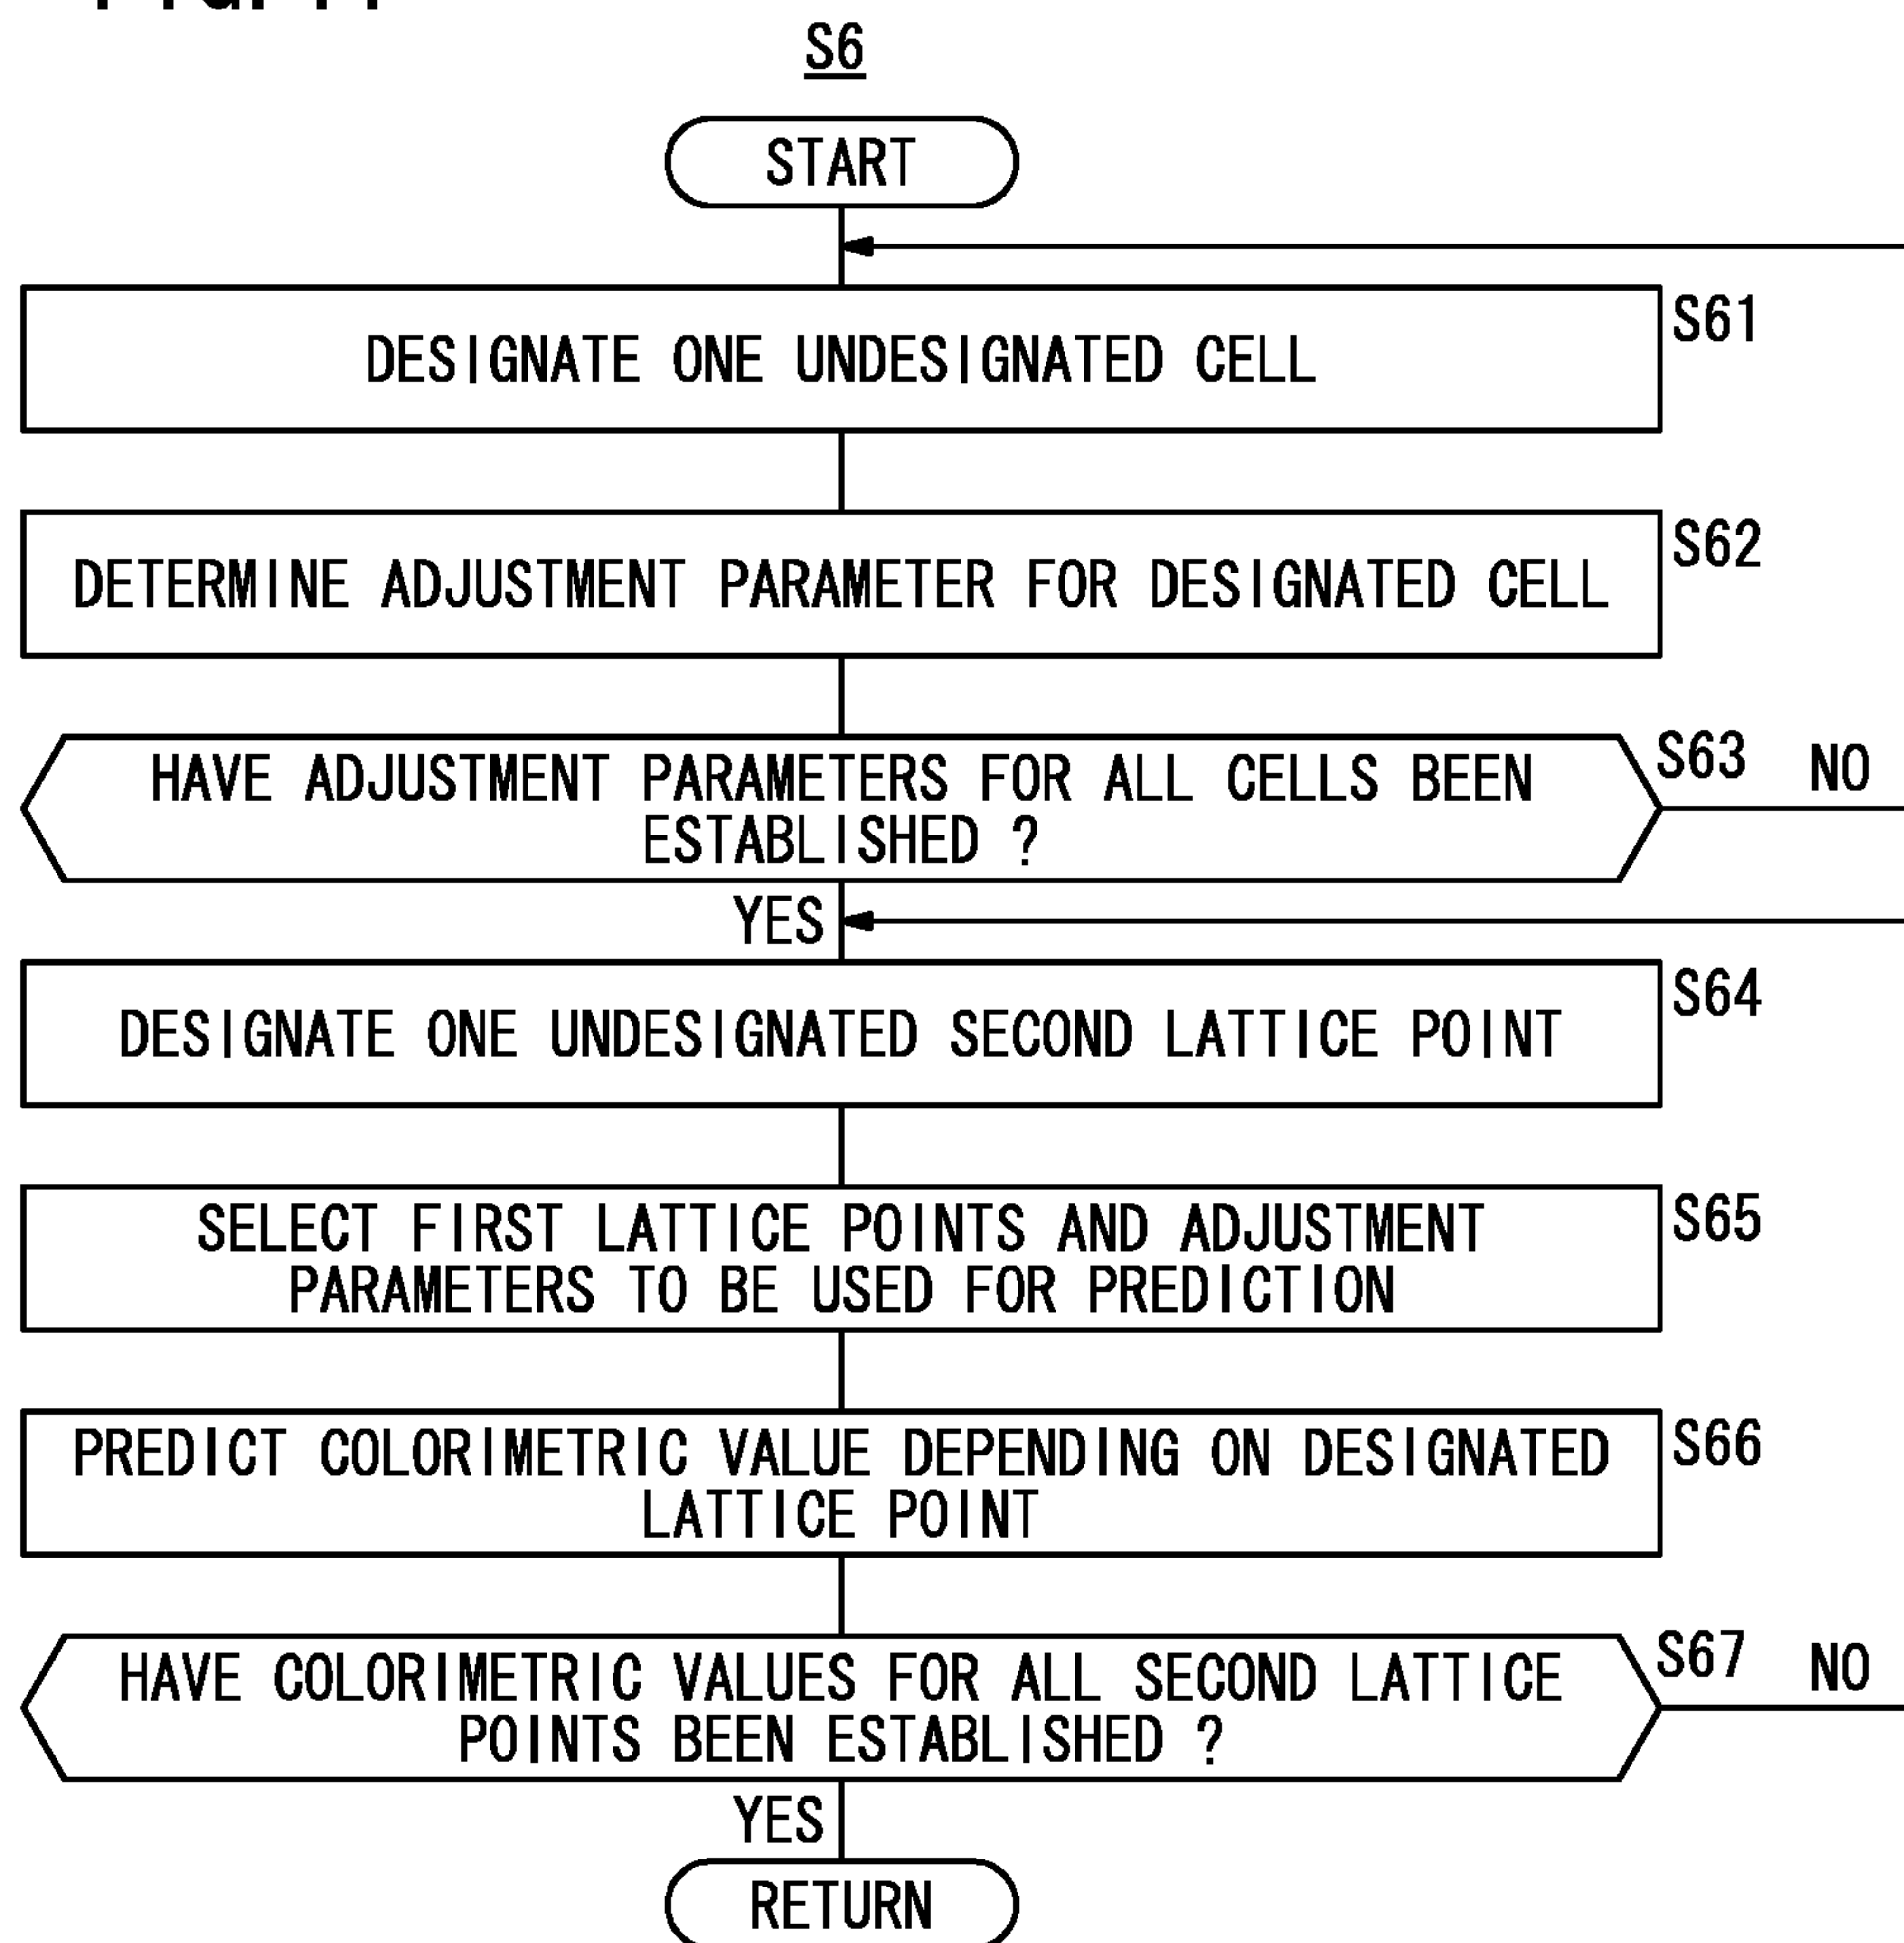 S6
START
DESIGNATE ONE UNDESIGNATED CELL
S61
DETERMINE ADJUSTMENT PARAMETER FOR DESIGNATED CELL
S62
HAVE ADJUSTMENT PARAMETERS FOR ALL CELLS BEEN
ESTABLISHED ?
S63
NO
YES
DESIGNATE ONE UNDESIGNATED SECOND LATTICE POINT
S64
SELECT FIRST LATTICE POINTS AND ADJUSTMENT
PARAMETERS TO BE USED FOR PREDICTION
S65
PREDICT COLORIMETRIC VALUE DEPENDING ON DESIGNATED
LATTICE POINT
S66
HAVE COLORIMETRIC VALUES FOR ALL SECOND LATTICE
POINTS BEEN ESTABLISHED ?
S67
NO
YES
RETURN